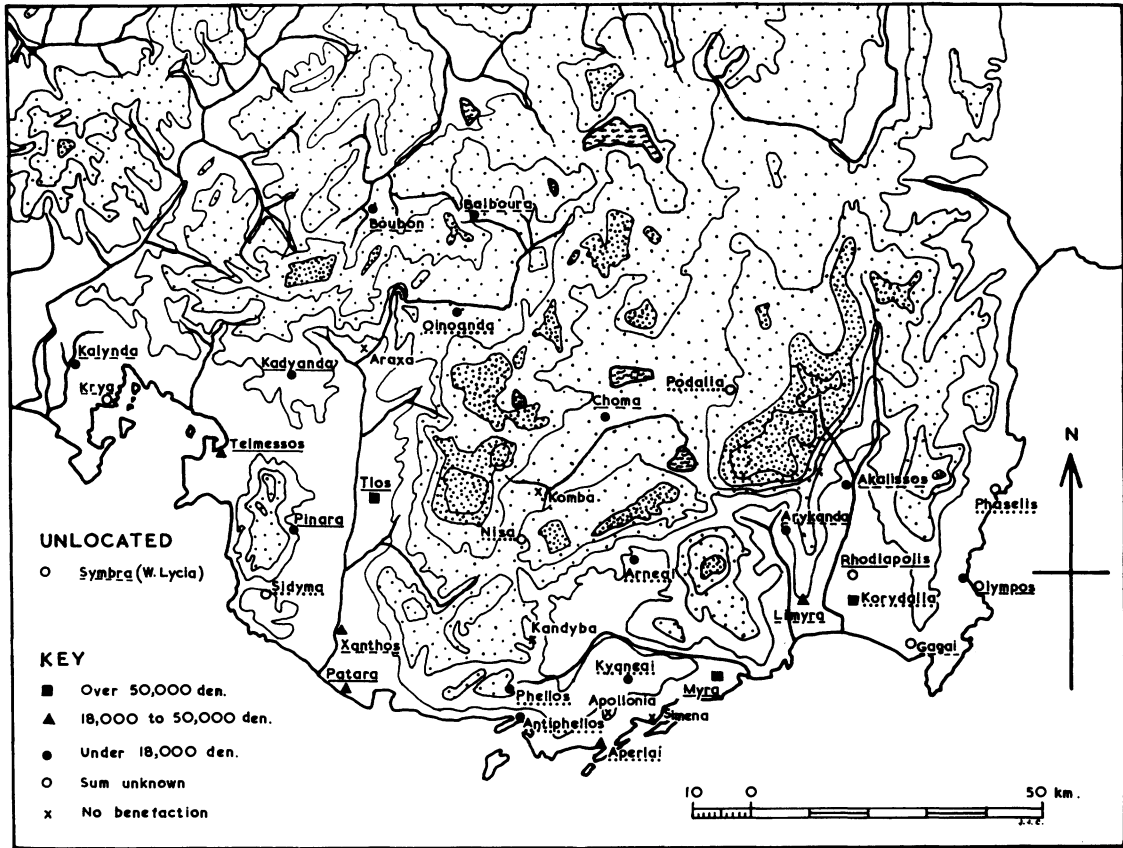 Balboura
Boubon
Oinoanda
Araxa
Kalynda
Kadyanda
Krya
Podalia
Choma
Telmessos
Tlos
Komba
Akalissos
Phaselis
Pinara
Nisa
Arykanda
N
UNLOCATED
Symbra (W. Lycia)
Arneai
Rhodiapolis
Sidyma
Olympos
Korydalla
Limyra
Kandyba
Xanthos
Gagai
KEY
Kyaneai
Patara
Over 50,000 den.
Phellos
Myra
Apollonia
Simena
18,000 to 50,000 den.
Antiphellos
Under 18,000 den.
Aperlai
Sum unknown
10 0 50 km.
No benefaction
J.J.C.